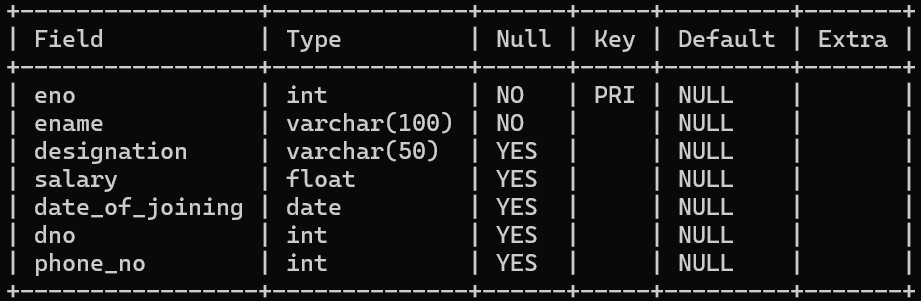 +-----------------+--------------+------+-----+---------+-------+
| Field           | Type         | Null | Key | Default | Extra |
+-----------------+--------------+------+-----+---------+-------+
| eno             | int          | NO   | PRI | NULL    |       |
| ename           | varchar(100) | NO   |     | NULL    |       |
| designation     | varchar(50)  | YES  |     | NULL    |       |
| salary          | float        | YES  |     | NULL    |       |
| date_of_joining | date         | YES  |     | NULL    |       |
| dno             | int          | YES  |     | NULL    |       |
| phone_no        | int          | YES  |     | NULL    |       |
+-----------------+--------------+------+-----+---------+-------+